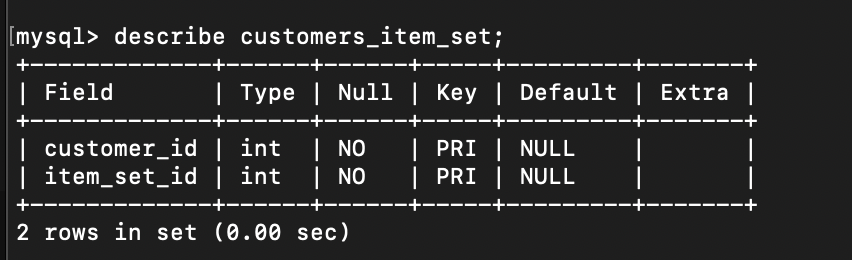 [mysql> describe customers_item_set;
+-------------+------+------+-----+---------+-------+
| Field       | Type | Null | Key | Default | Extra |
+-------------+------+------+-----+---------+-------+
| customer_id | int  | NO   | PRI | NULL    |       |
| item_set_id | int  | NO   | PRI | NULL    |       |
+-------------+------+------+-----+---------+-------+
2 rows in set (0.00 sec)